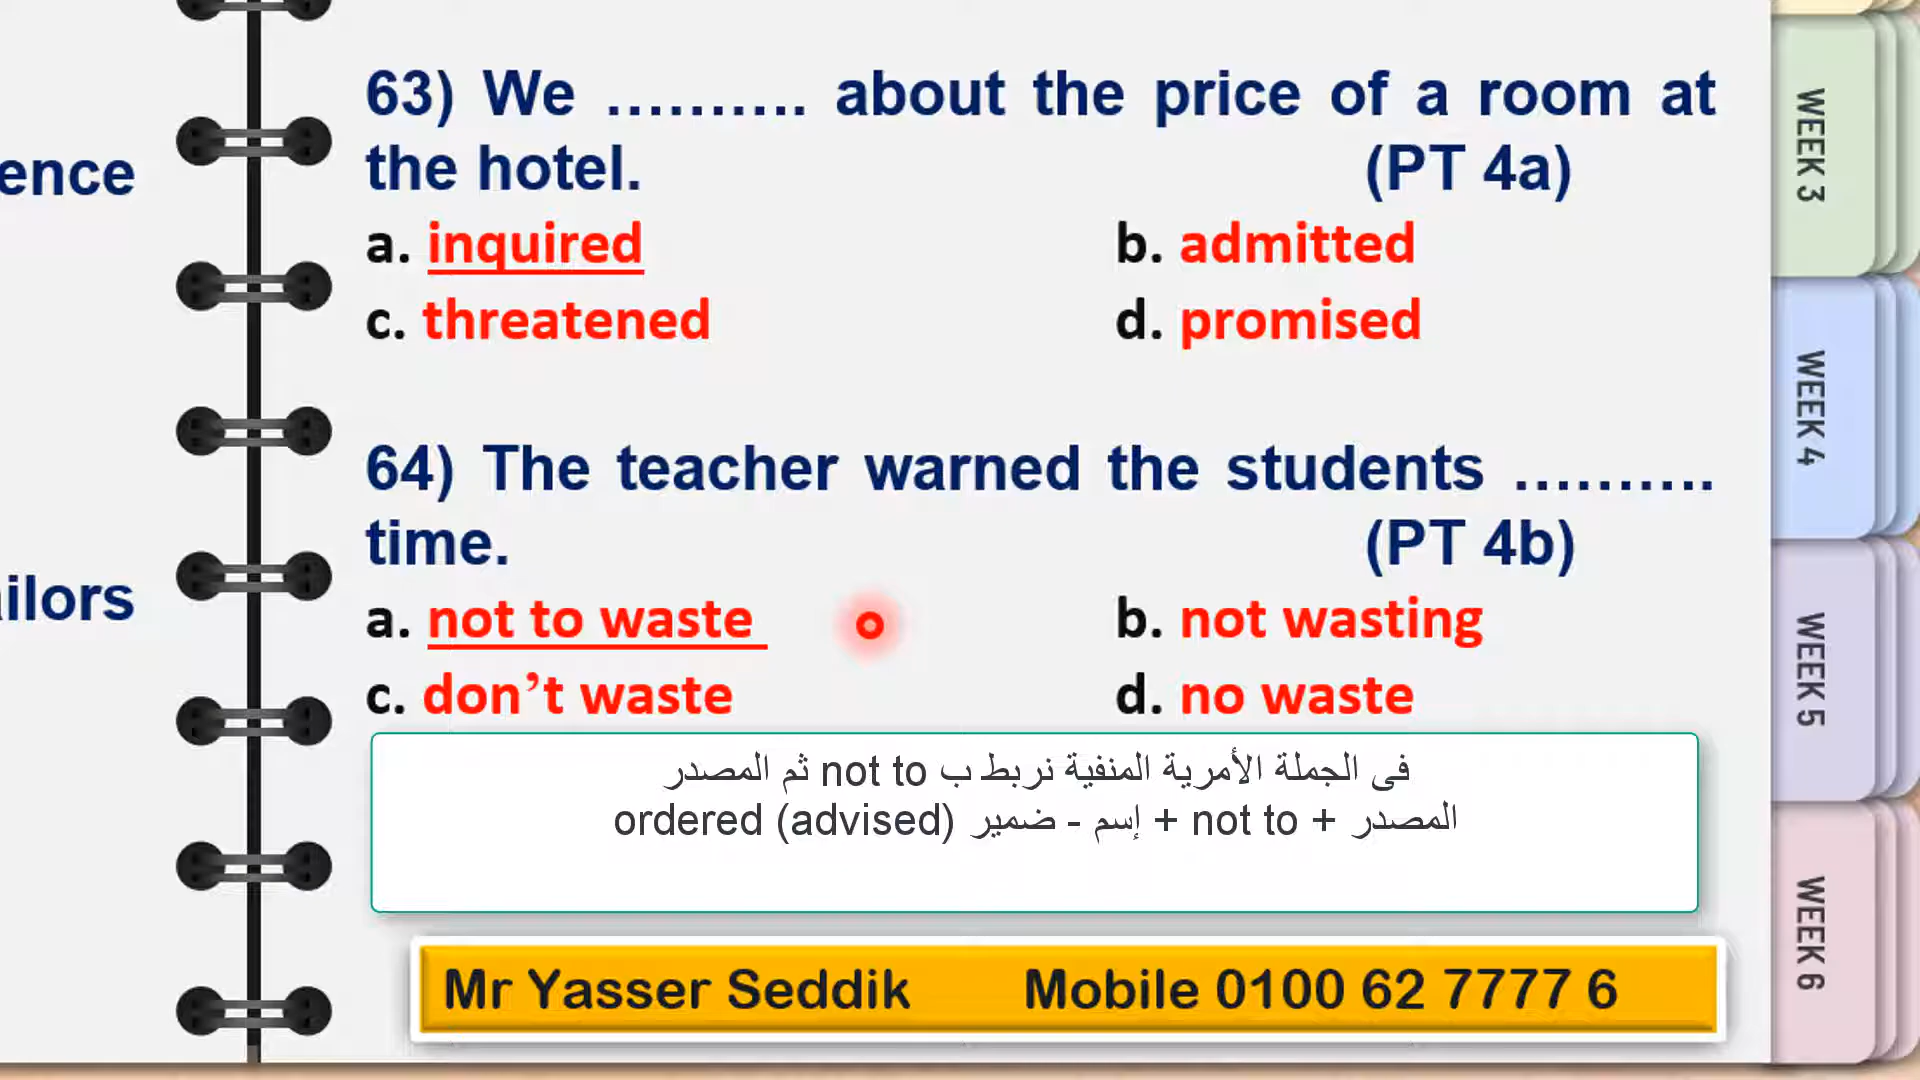 ence
ilors
63) We ………. about the price of a room at
the hotel. (PT 4a)
a. inquired b. admitted
c. threatened d. promised
64) The teacher warned the students ……….
time. (PT 4b)
a. not to waste b. not wasting
c. don’t waste d. no waste
فى الجملة الأمرية المنفية نربط ب not to ثم المصدر
ordered (advised) إسم - ضمير + not to + المصدر
Mr Yasser Seddik Mobile 0100 62 7777 6
WEEK 3
WEEK 4
WEEK 5
WEEK 6